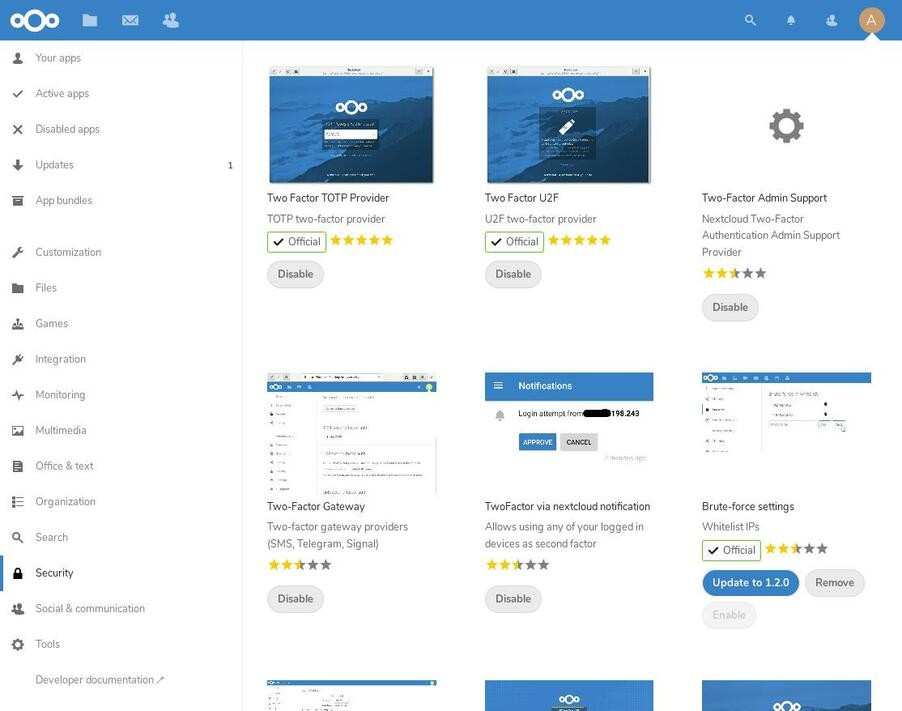 A
Your apps
Active apps
Disabled apps
Updates 1
App bundles
Customization
Files
Games
Integration
Monitoring
Multimedia
Office & text
Organization
Search
Security
Social & communication
Tools
Developer documentation ↗
Two Factor TOTP Provider
TOTP two-factor provider
Official
Disable
Two Factor U2F
U2F two-factor provider
Official
Disable
Two-Factor Admin Support
Nextcloud Two-Factor
Authentication Admin Support
Provider
Disable
Two-Factor Gateway
Two-factor gateway providers
(SMS, Telegram, Signal)
Disable
Notifications
Login attempt from 198.243
APPROVE CANCEL
2 minutes ago
TwoFactor via nextcloud notification
Allows using any of your logged in
devices as second factor
Disable
Brute-force settings
Whitelist IPs
Official
Update to 1.2.0 Remove
Enable